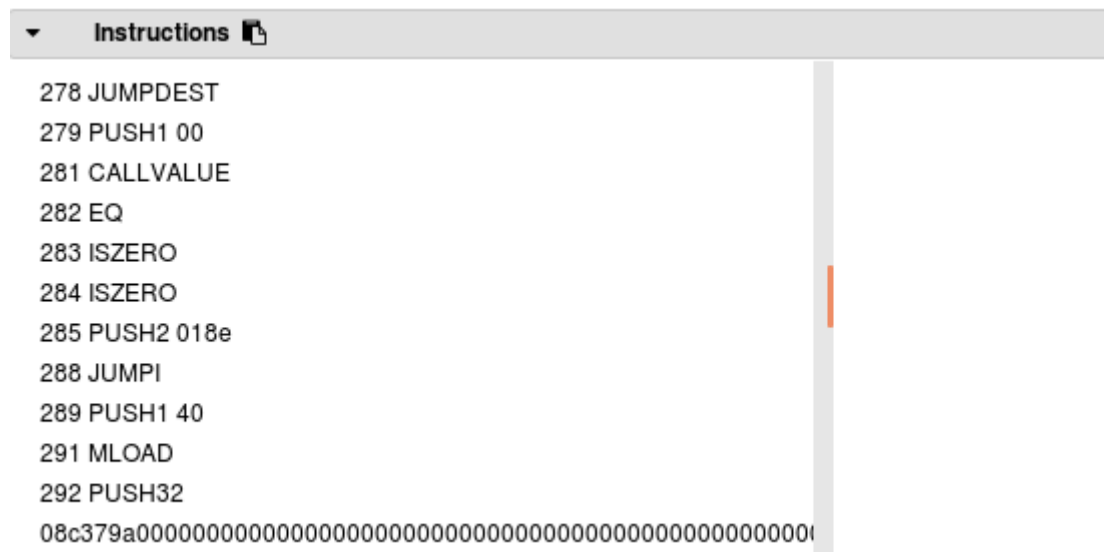 Instructions
278 JUMPDEST
279 PUSH1 00
281 CALLVALUE
282 EQ
283 ISZERO
284 ISZERO
285 PUSH2 018e
288 JUMPI
289 PUSH1 40
291 MLOAD
292 PUSH32
08c379a00000000000000000000000000000000000000000000000000